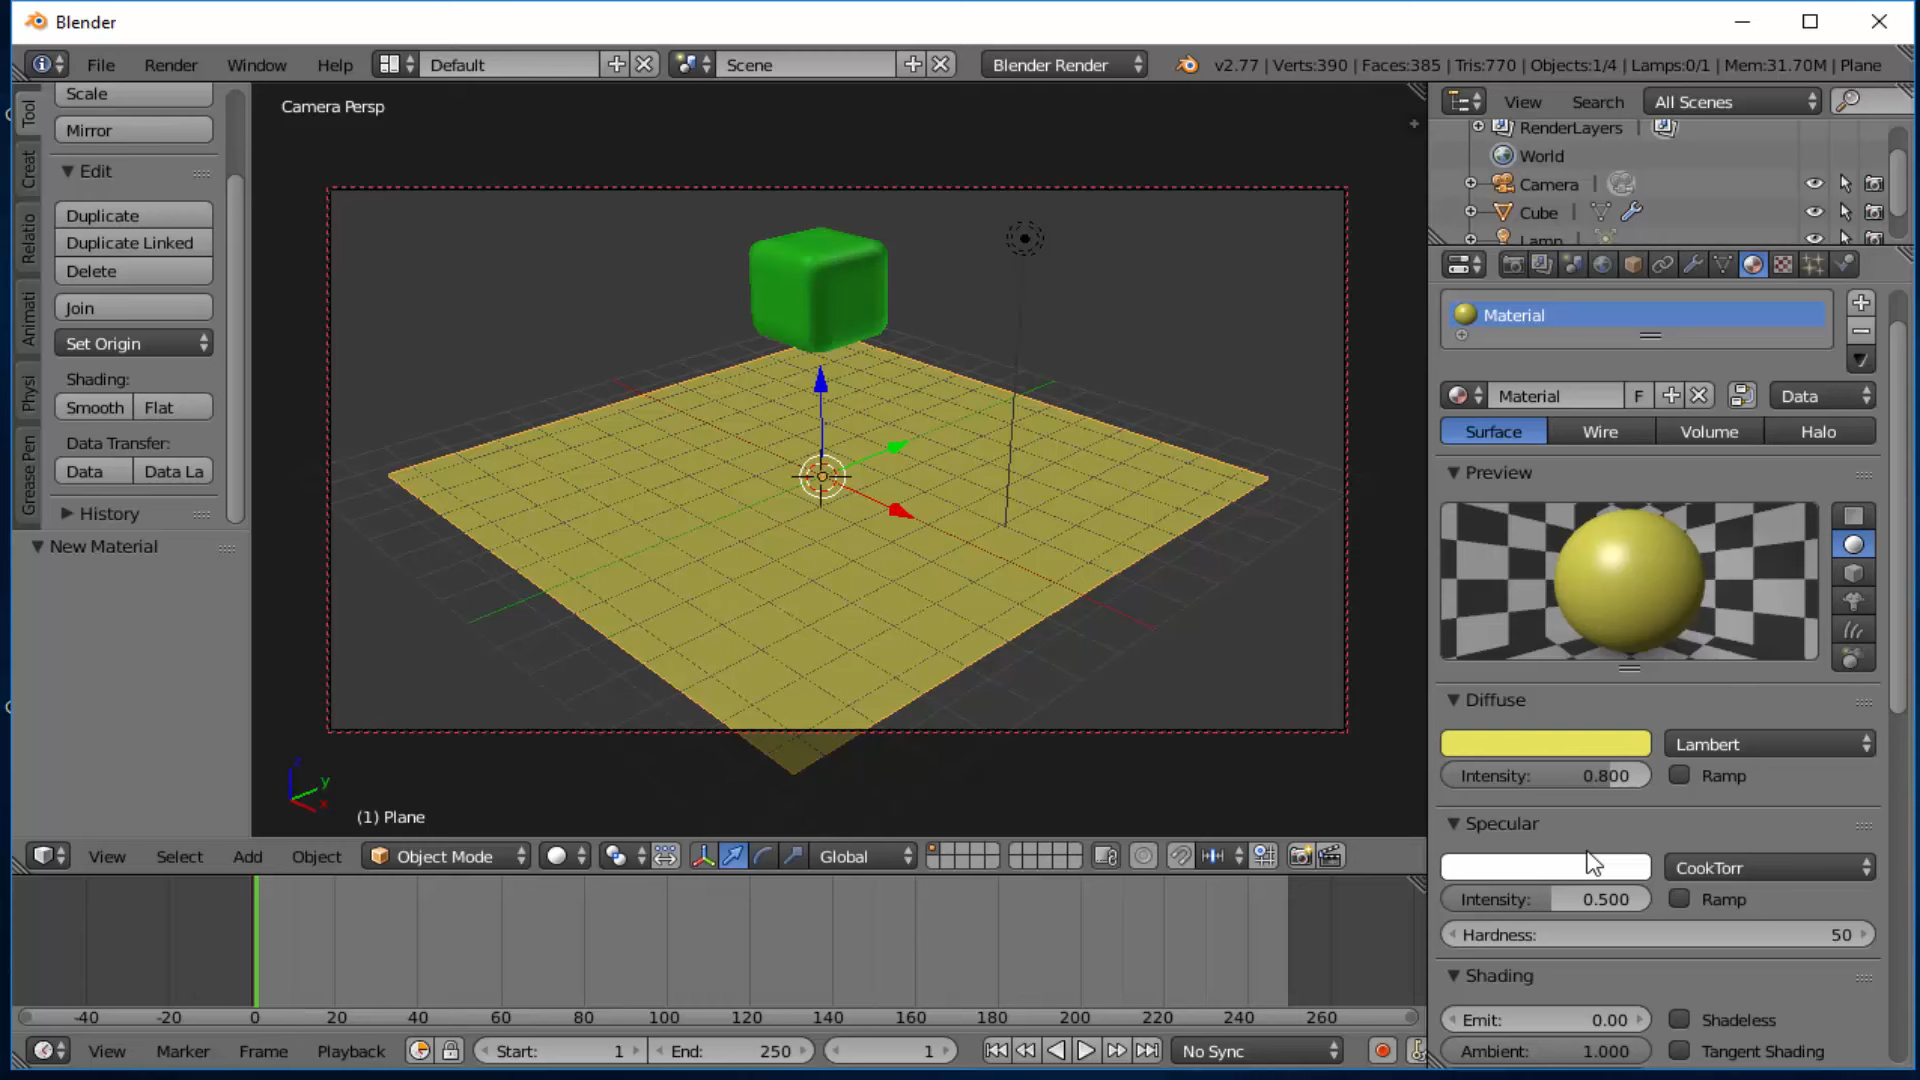 Blender
File Render Window Help Default Scene Blender Render v2.77 | Verts:390 | Faces:385 | Tris:770 | Objects:1/4 | Lamps:0/1 | Mem:31.70M | Plane
Tool
Creat
Relatio
Animati
Physi
Grease Pen
Scale
Mirror
Edit
Duplicate
Duplicate Linked
Delete
Join
Set Origin
Shading:
Smooth Flat
Data Transfer:
Data Data La
History
New Material
Camera Persp
z
y
x
(1) Plane
View Select Add Object Object Mode Global
-40 -20 0 20 40 60 80 100 120 140 160 180 200 220 240 260
View Marker Frame Playback Start: 1 End: 250 1 No Sync
View Search All Scenes
RenderLayers |
World
Camera |
Cube |
Lamp |
Material
Material F Data
Surface Wire Volume Halo
Preview
Diffuse
Lambert
Intensity: 0.800 Ramp
Specular
CookTorr
Intensity: 0.500 Ramp
Hardness: 50
Shading
Emit: 0.00 Shadeless
Ambient: 1.000 Tangent Shading